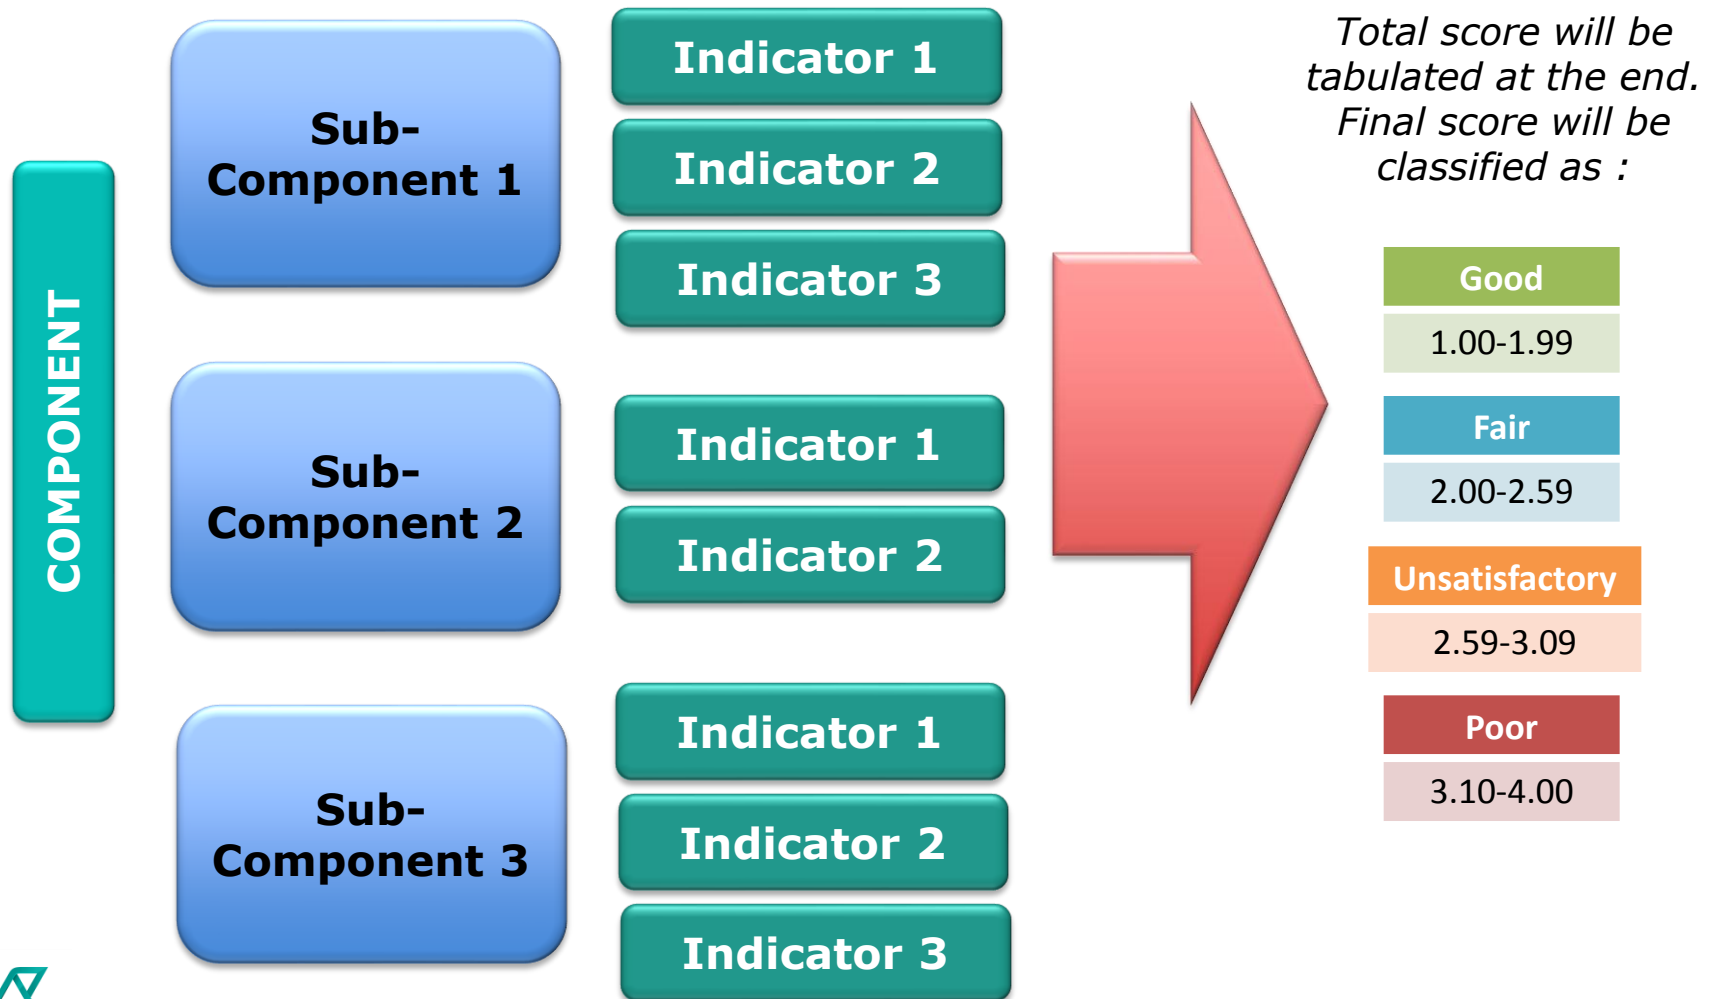 COMPONENT
Sub-
Component 1
Indicator 1
Indicator 2
Indicator 3
Sub-
Component 2
Indicator 1
Indicator 2
Sub-
Component 3
Indicator 1
Indicator 2
Indicator 3
Total score will be
tabulated at the end.
Final score will be
classified as :
Good
1.00-1.99
Fair
2.00-2.59
Unsatisfactory
2.59-3.09
Poor
3.10-4.00